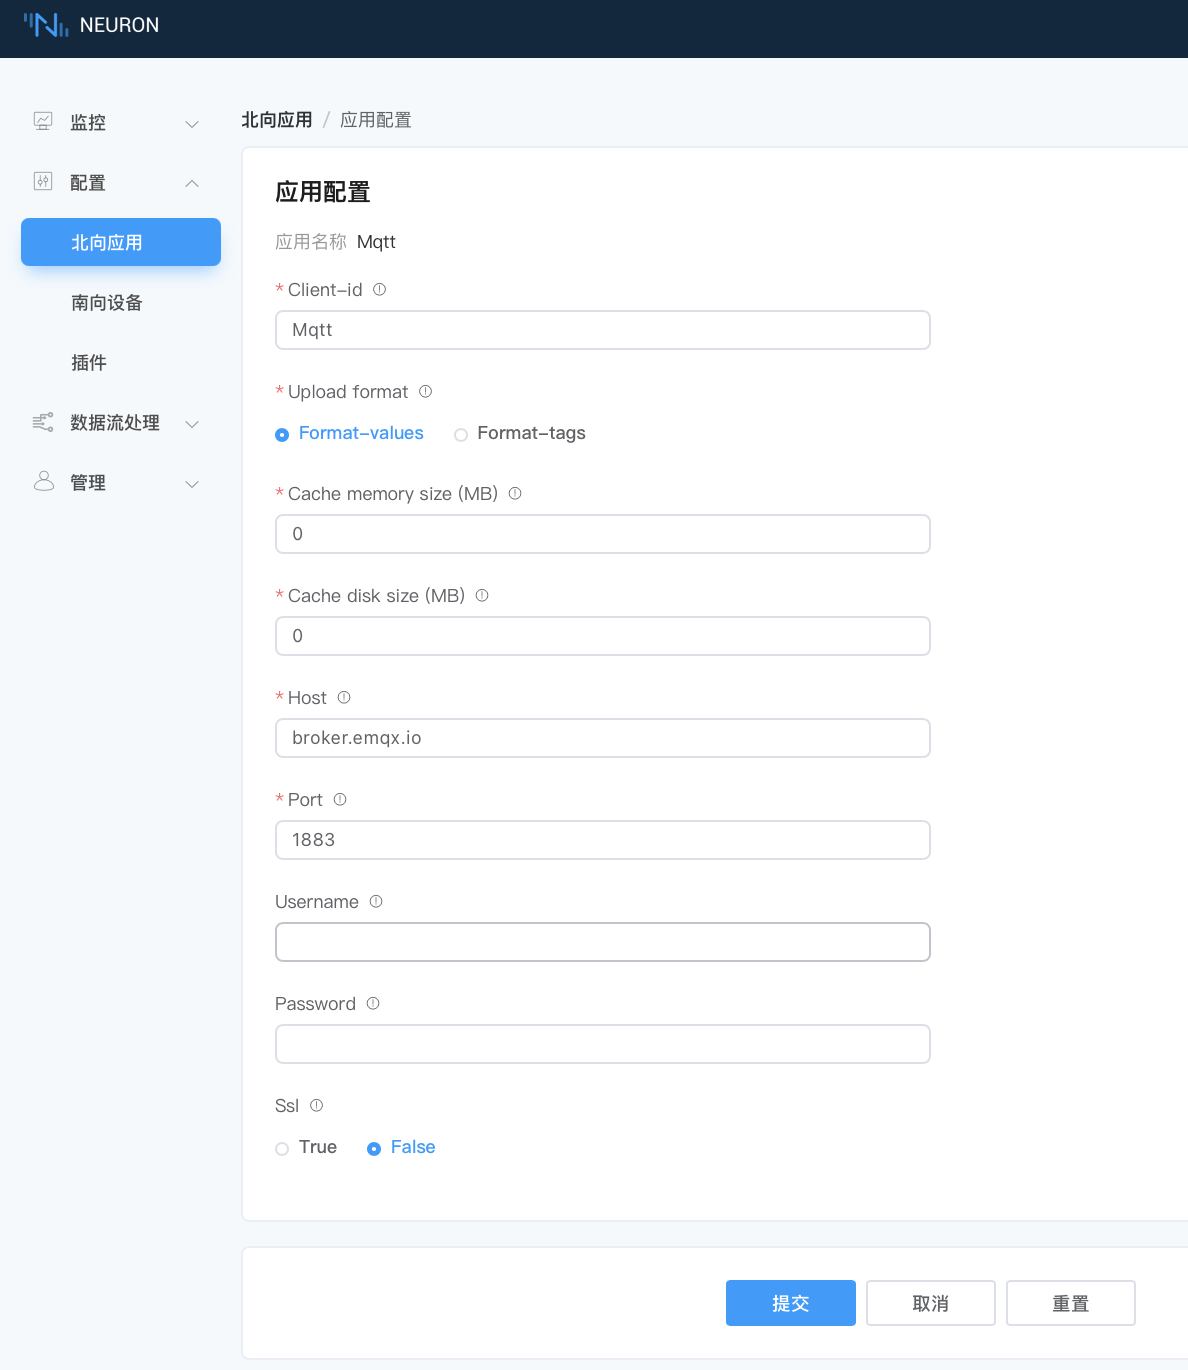 NEURON
监控
配置
北向应用
南向设备
插件
数据流处理
管理
北向应用 / 应用配置
应用配置
应用名称 Mqtt
* Client-id
Mqtt
* Upload format
Format-values Format-tags
* Cache memory size (MB)
0
* Cache disk size (MB)
0
* Host
broker.emqx.io
* Port
1883
Username
Password
Ssl
True False
提交 取消 重置